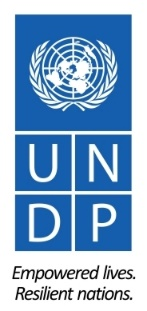 U N
D P
Empowered lives.
Resilient nations.